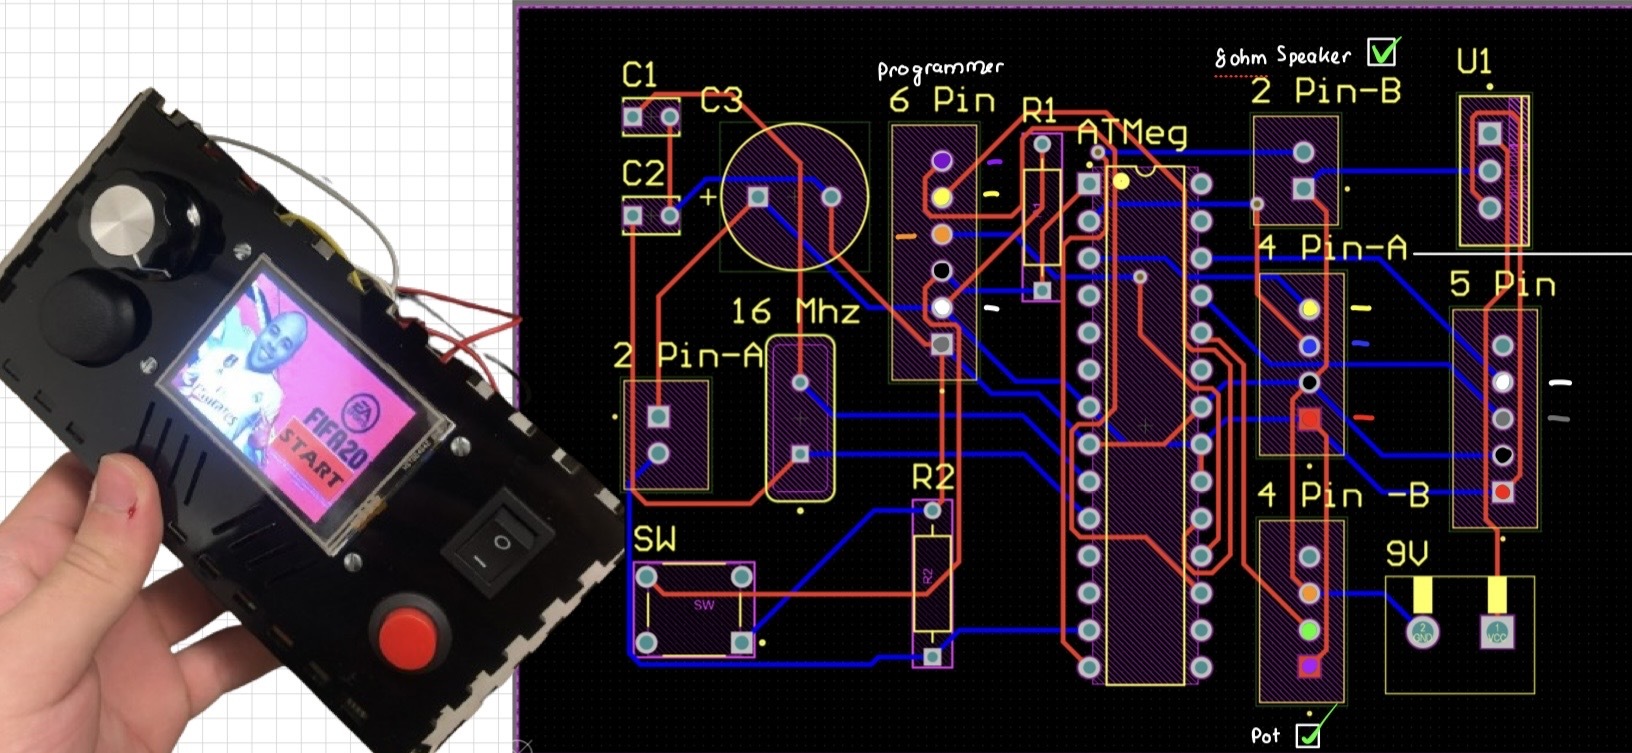 C1
C3
Programmer
6 Pin
R1
ATMeg
8ohm Speaker
2 Pin-B
U1
C2
+
4 Pin-A
5 Pin
16 Mhz
2 Pin-A
EA
FIFA20
START
R2
R2
4 Pin -B
SW
SW
9V
2
GND
1
VCC
Pot